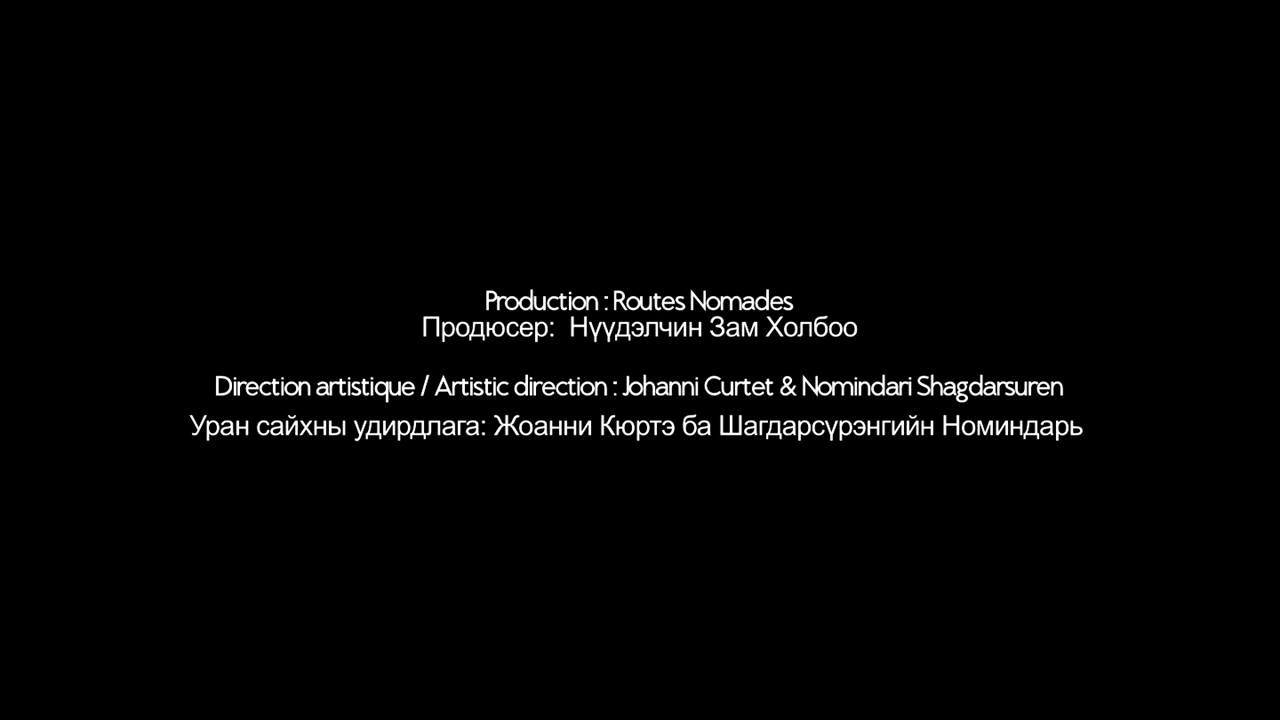 Production : Routes Nomades
Продюсер: Нүүдэлчин Зам Холбоо
Direction artistique / Artistic direction : Johanni Curtet & Nomindari Shagdarsuren
Уран сайхны удирдлага: Жоанни Кюртэ ба Шагдарсүрэнгийн Номиндарь